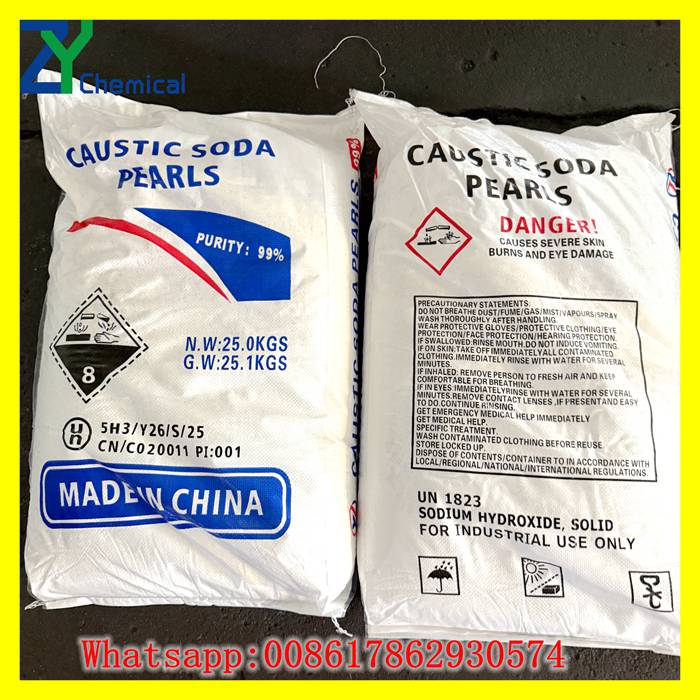 ZY Chemical
CAUSTIC SODA
PEARLS
PURITY: 99%
8
N.W:25.0KGS
G.W:25.1KGS
un
5H3/Y26/S/25
CN/C020011 PI:001
MADE IN CHINA
CAUSTIC SODA PEARLS 99%
CAUSTIC SODA
PEARLS
DANGER!
CAUSES SEVERE SKIN
BURNS AND EYE DAMAGE
PRECAUTIONARY STATEMENTS:
DO NOT BREATHE DUST/FUME/GAS/MIST/VAPOURS/SPRAY
WASH THOROUGHLY AFTER HANDLING.
WEAR PROTECTIVE GLOVES/PROTECTIVE CLOTHING/EYE
PROTECTION/FACE PROTECTION/HEARING PROTECTION.
IF SWALLOWED:RINSE MOUTH.DO NOT INDUCE VOMITING.
IF ON SKIN:TAKE OFF IMMEDIATELYALL CONTAMINATED
CLOTHING.IMMEDIATELY RINSE WITH WATER FOR SEVERAL
MINUTES.
IF INHALED: REMOVE PERSON TO FRESH AIR AND KEEP
COMFORTABLE FOR BREATHING.
IF IN EYES:IMMEDIATELYRINSE WITH WATER FOR SEVERAL
MINUTES.REMOVE CONTACT LENSES ,IF PRESENTAND EASY
TO DO.CONTINUE RINSING.
GET EMERGENCY MEDICAL HELP IMMEDIATELY
GET MEDICAL HELP.
SPECIFIC TREATMENT.
WASH CONTAMINATED CLOTHING BEFORE REUSE.
STORE LOCKED UP.
DISPOSE OF CONTENTS/CONTAINER TO IN ACCORDANCE WITH
LOCAL/REGIONAL/NATIONAL/INTERNATIONAL REGULATIONS.
UN 1823
SODIUM HYDROXIDE, SOLID
FOR INDUSTRIAL USE ONLY
Whatsapp:008617862930574